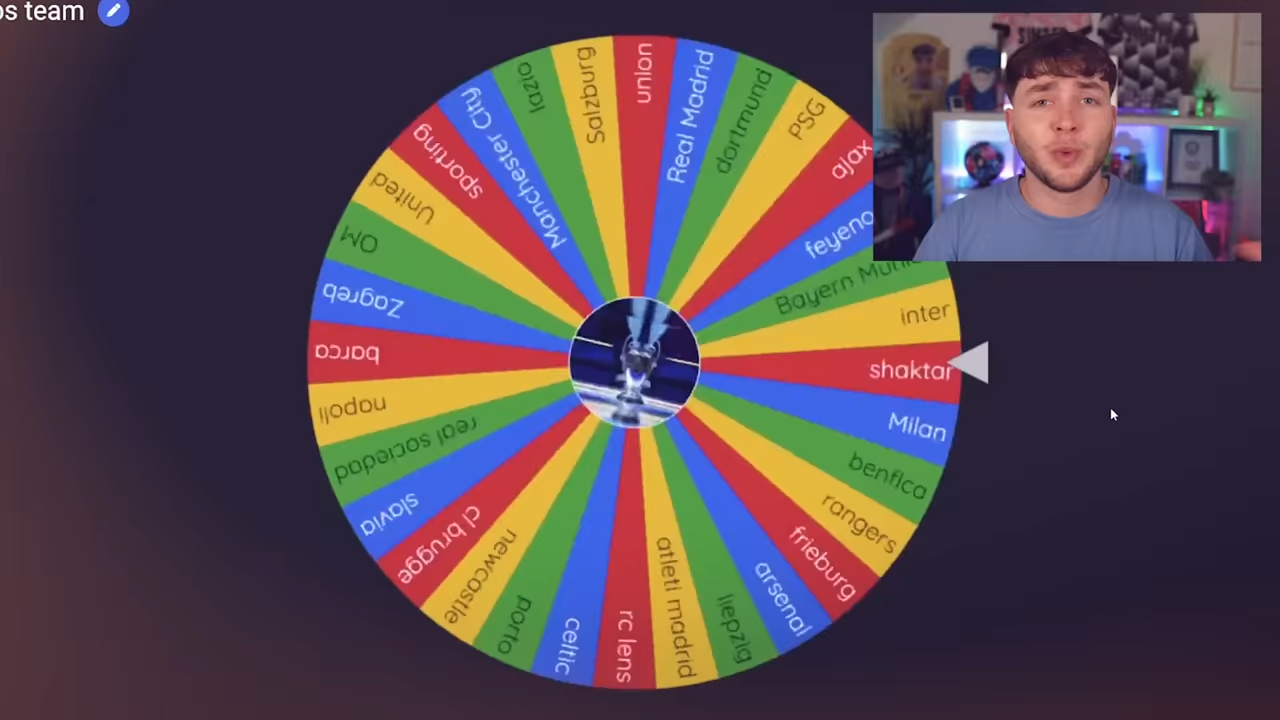 os team
union
Real Madrid
dortmund
PSG
ajax
feyeno
Bayern Muni
inter
shaktar
Milan
benfica
rangers
frieburg
arsenal
liepzig
atleti madrid
rc lens
celtic
porto
newcastle
cl brugge
slavia
real sociedad
napoli
barca
Zagreb
OM
United
sporting
Manchester City
lazio
Salzburg